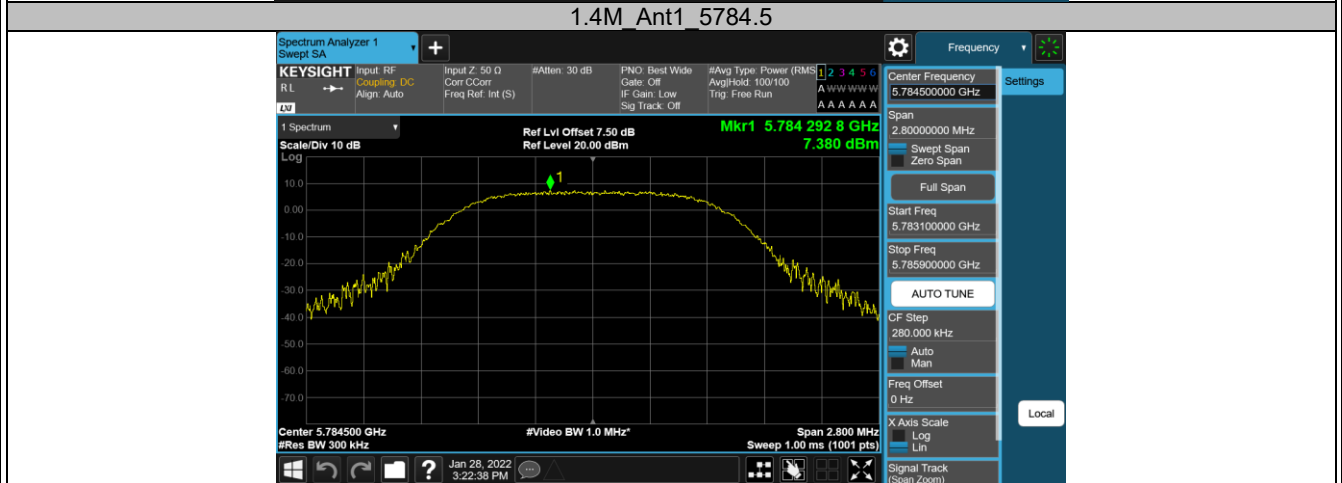 1.4M_Ant1_5784.5
Spectrum Analyzer 1
Swept SA
Frequency
KEYSIGHT
RL
LXI
Input: RF
Coupling: DC
Align: Auto
Input Z: 50 Ω
Corr CCorr
Freq Ref: Int (S)
#Atten: 30 dB
PNO: Best Wide
Gate: Off
IF Gain: Low
Sig Track: Off
#Avg Type: Power (RMS
Avg|Hold: 100/100
Trig: Free Run
1 2 3 4 5 6
A W W W W W
A A A A A A
1 Spectrum
Scale/Div 10 dB
Log
Ref Lvl Offset 7.50 dB
Ref Level 20.00 dBm
Mkr1 5.784 292 8 GHz
7.380 dBm
1
10.0
0.00
-10.0
-20.0
-30.0
-40.0
-50.0
-60.0
-70.0
Center 5.784500 GHz
#Res BW 300 kHz
#Video BW 1.0 MHz*
Span 2.800 MHz
Sweep 1.00 ms (1001 pts)
?
Jan 28, 2022
3:22:38 PM
Center Frequency
5.784500000 GHz
Span
2.80000000 MHz
Swept Span
Zero Span
Full Span
Start Freq
5.783100000 GHz
Stop Freq
5.785900000 GHz
AUTO TUNE
CF Step
280.000 kHz
Auto
Man
Freq Offset
0 Hz
X Axis Scale
Log
Lin
Signal Track
(Span Zoom)
Settings
Local